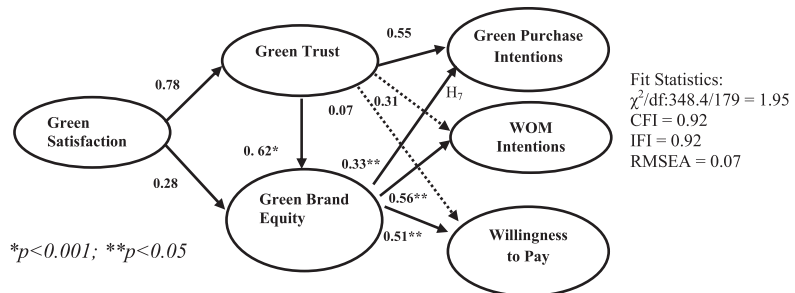 0.55
Green Trust
Green Purchase
Intentions
0.78
H7
Fit Statistics:
χ²/df:348.4/179 = 1.95
CFI = 0.92
IFI = 0.92
RMSEA = 0.07
0.07
0.31
Green
Satisfaction
WOM
Intentions
0. 62*
0.33**
0.28
Green Brand
Equity
0.56**
0.51**
Willingness
to Pay
*p<0.001; **p<0.05